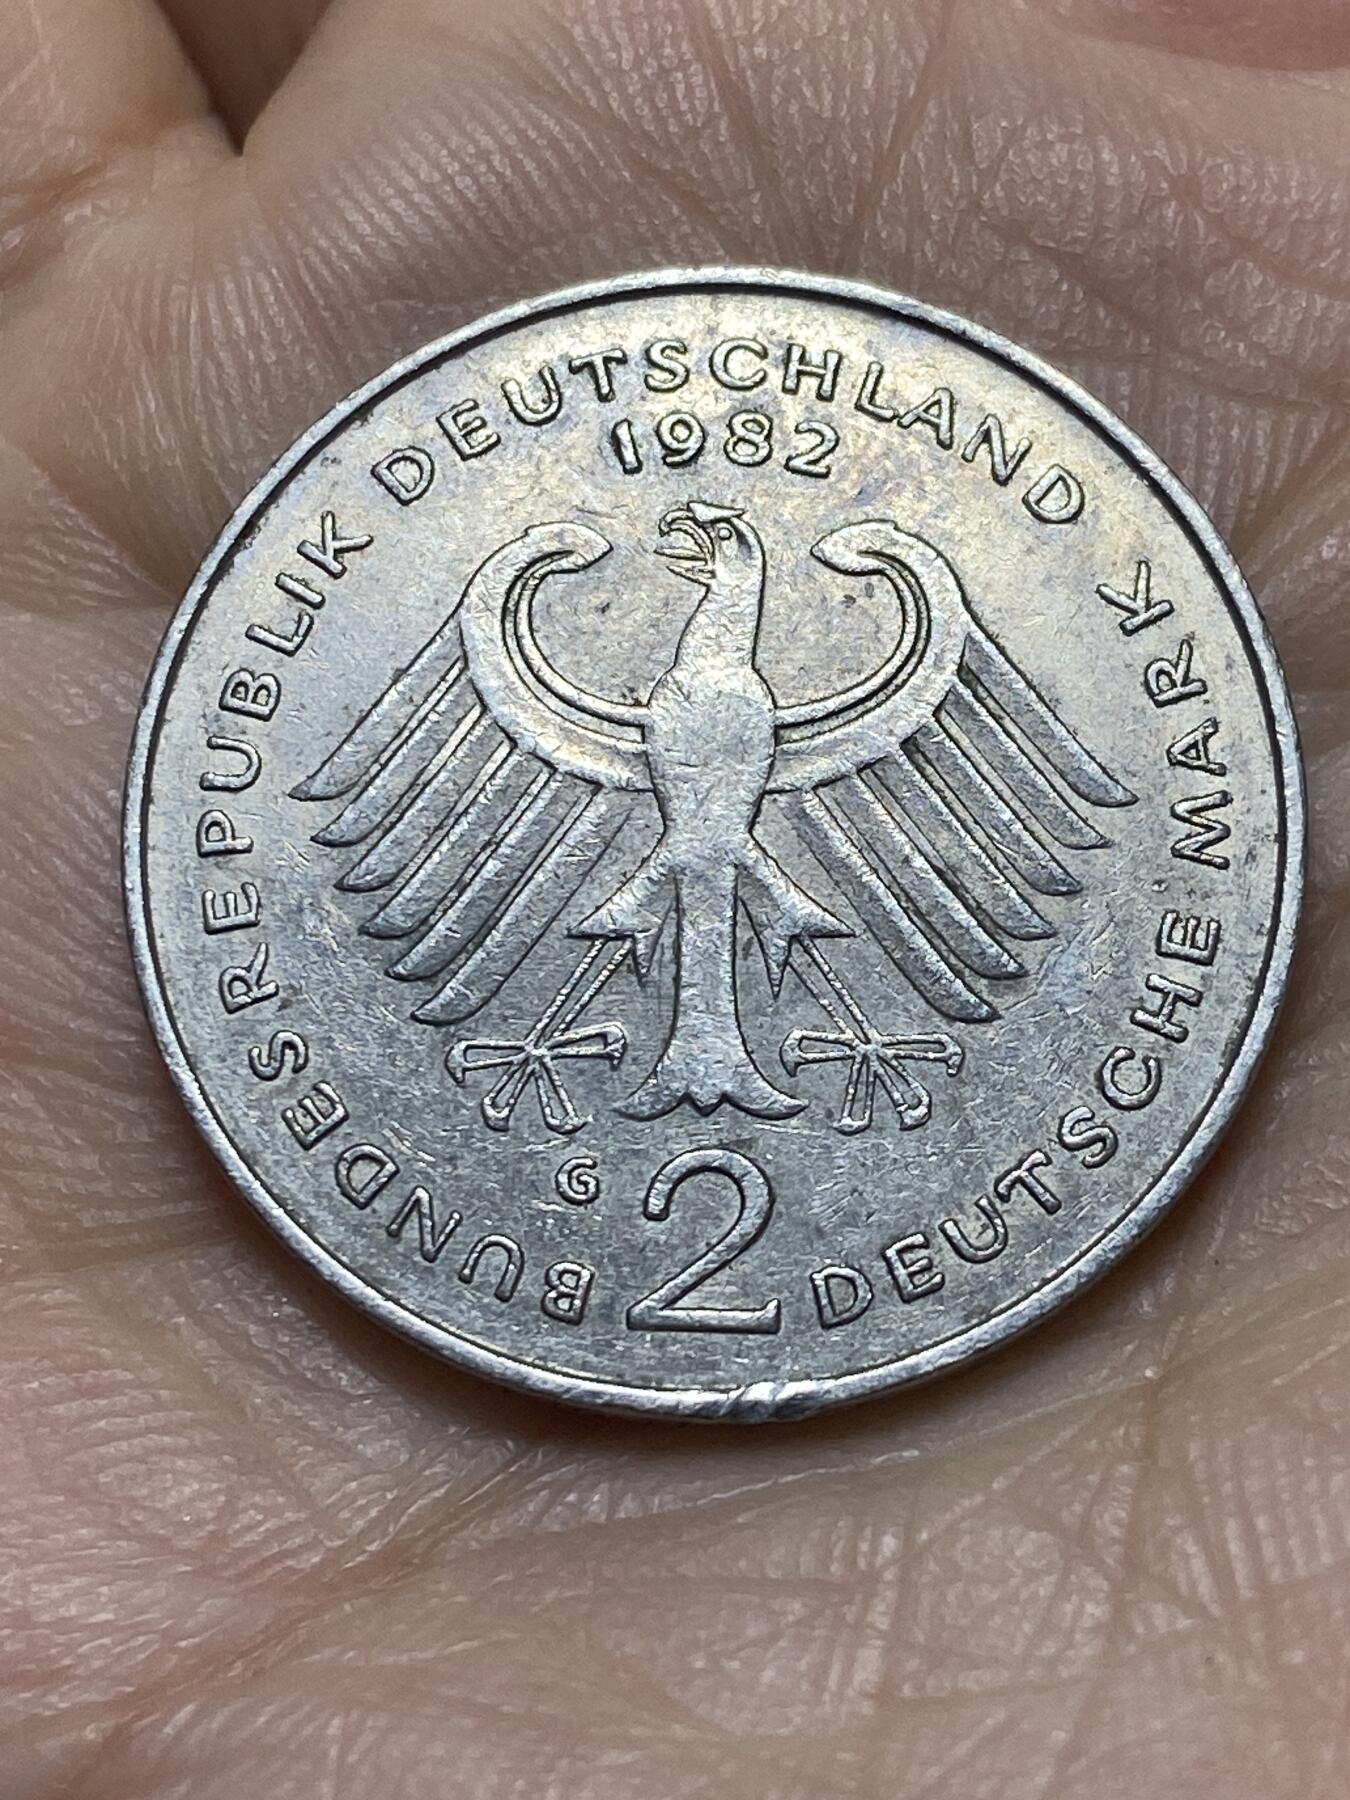 BUNDESREPUBLIK DEUTSCHLAND
1982
G
2 DEUTSCHE MARK